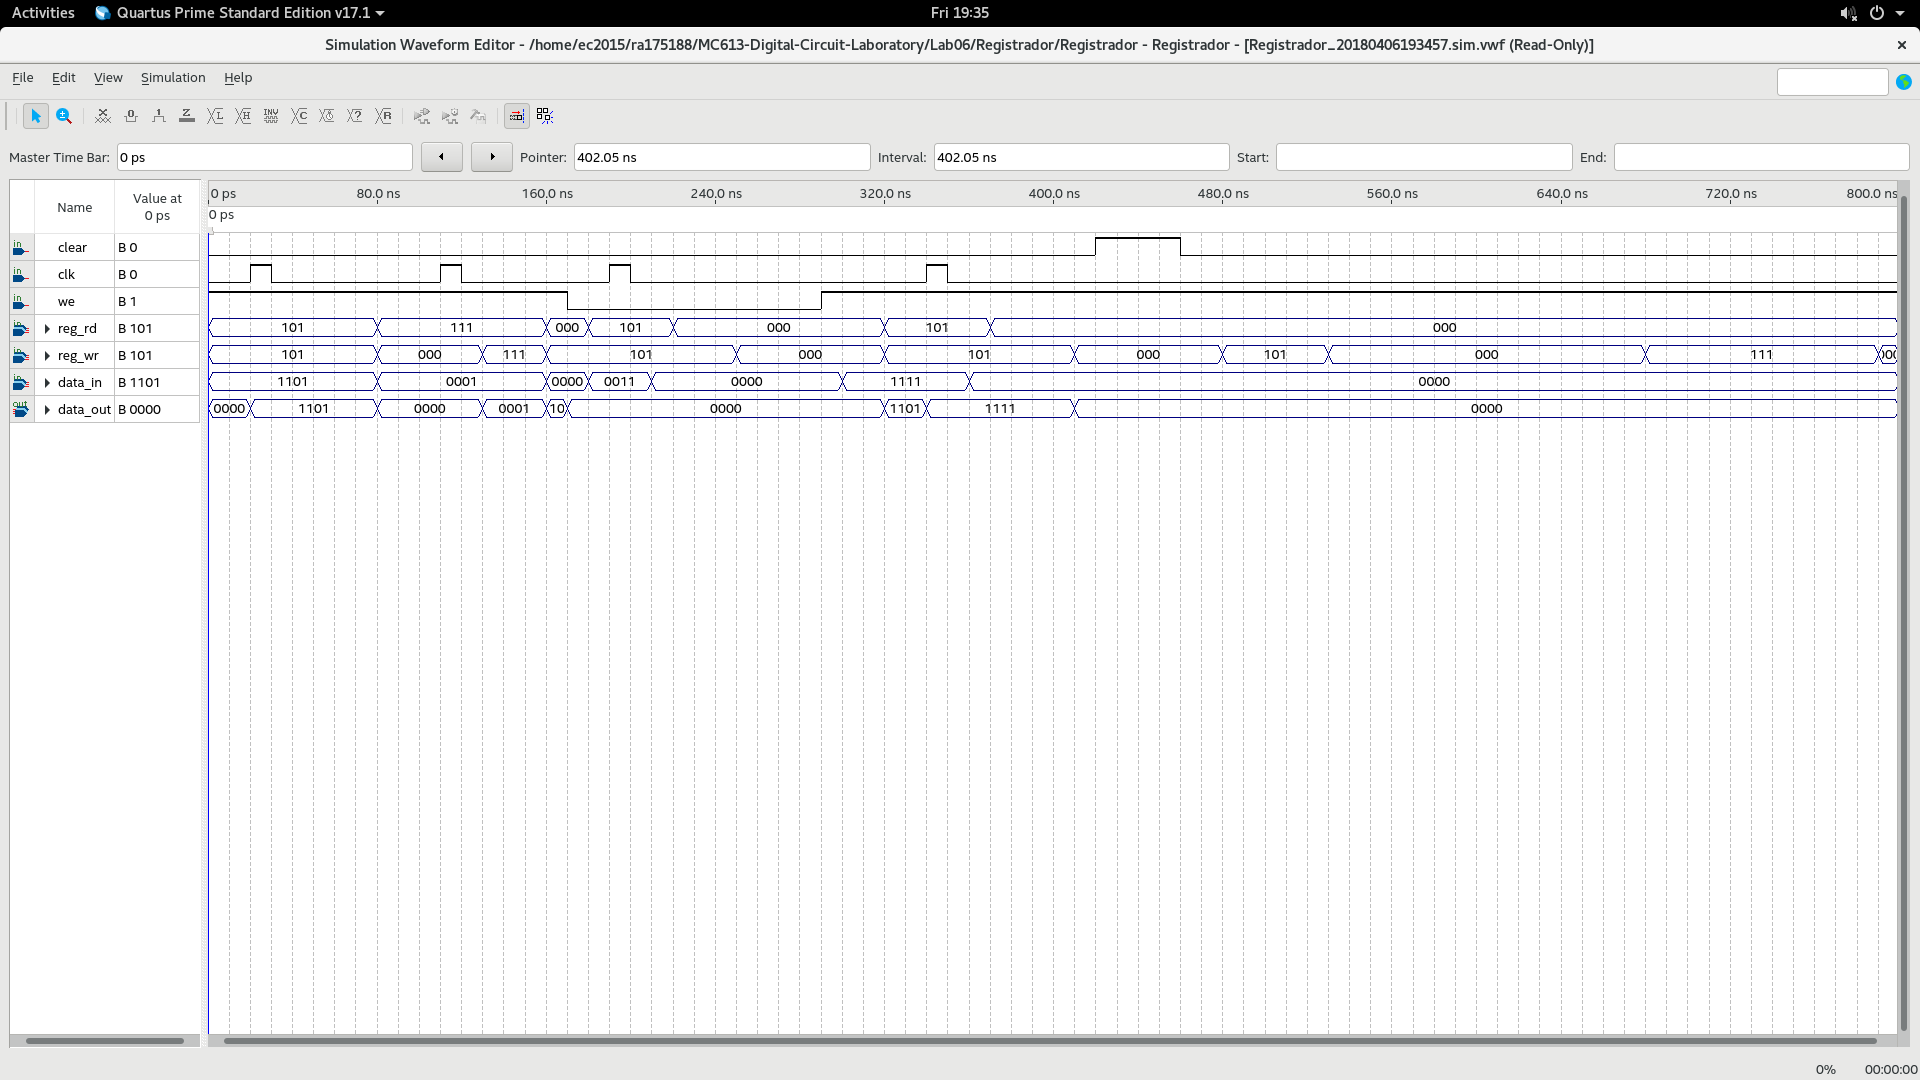 Activities Quartus Prime Standard Edition v17.1 Fri 19:35
Simulation Waveform Editor - /home/ec2015/ra175188/MC613-Digital-Circuit-Laboratory/Lab06/Registrador/Registrador - Registrador - [Registrador_20180406193457.sim.vwf (Read-Only)]
File Edit View Simulation Help
Master Time Bar: 0 ps Pointer: 402.05 ns Interval: 402.05 ns Start: End:
Name Value at 0 ps 0 ps 80.0 ns 160.0 ns 240.0 ns 320.0 ns 400.0 ns 480.0 ns 560.0 ns 640.0 ns 720.0 ns 800.0 ns
0 ps
clear B 0
clk B 0
we B 1
reg_rd B 101 101 111 000 101 000 101 000
reg_wr B 101 101 000 111 101 000 101 000 101 000 111
data_in B 1101 1101 0001 0000 0011 0000 1111 0000
data_out B 0000 0000 1101 0000 0001 10 0000 1101 1111 0000
0% 00:00:00